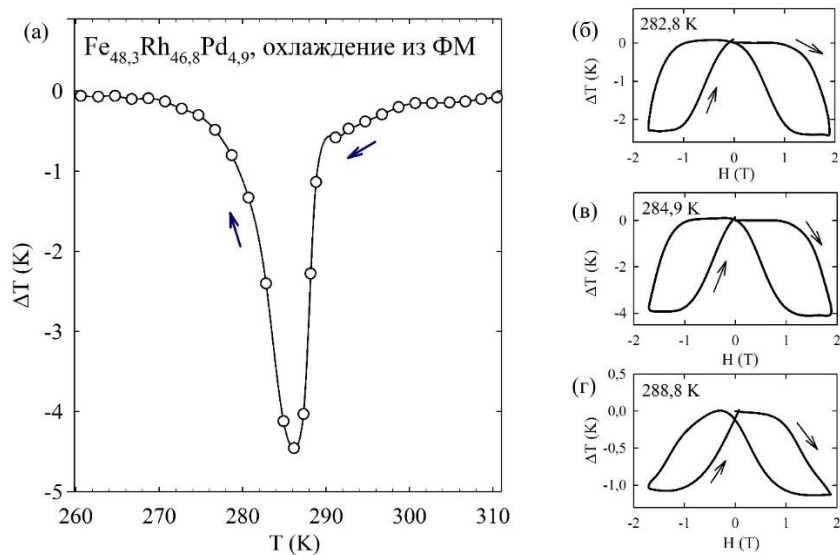 (а)
Fe48,3Rh46,8Pd4,9, охлаждение из ФМ
0
-1
-2
-3
-4
-5
ΔT (K)
260 270 280 290 300 310
T (K)
(б)
282,8 K
0
-1
-2
ΔT (K)
-2 -1 0 1 2
H (T)
(в)
284,9 K
0
-2
-4
ΔT (K)
-2 -1 0 1 2
H (T)
(г)
288,8 K
0,5
0,0
-0,5
-1,0
ΔT (K)
-2 -1 0 1 2
H (T)